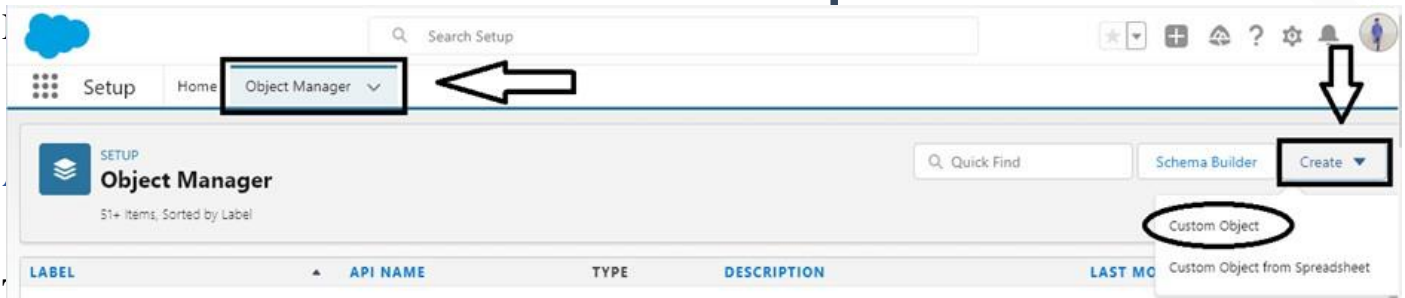 Search Setup
Setup Home Object Manager
SETUP
Object Manager
51+ Items, Sorted by Label
Quick Find
Schema Builder
Create
Custom Object
Custom Object from Spreadsheet
LABEL API NAME TYPE DESCRIPTION LAST MO